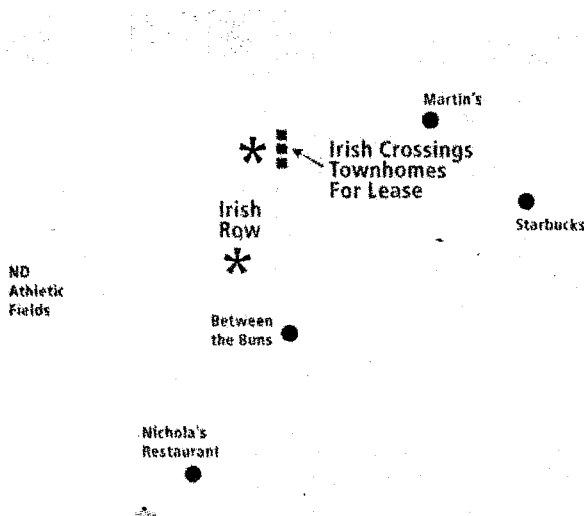 Martin's
Irish Crossings
Townhomes
For Lease
Irish
Row
Starbucks
ND
Athletic
Fields
Between
the Buns
Nichola's
Restaurant